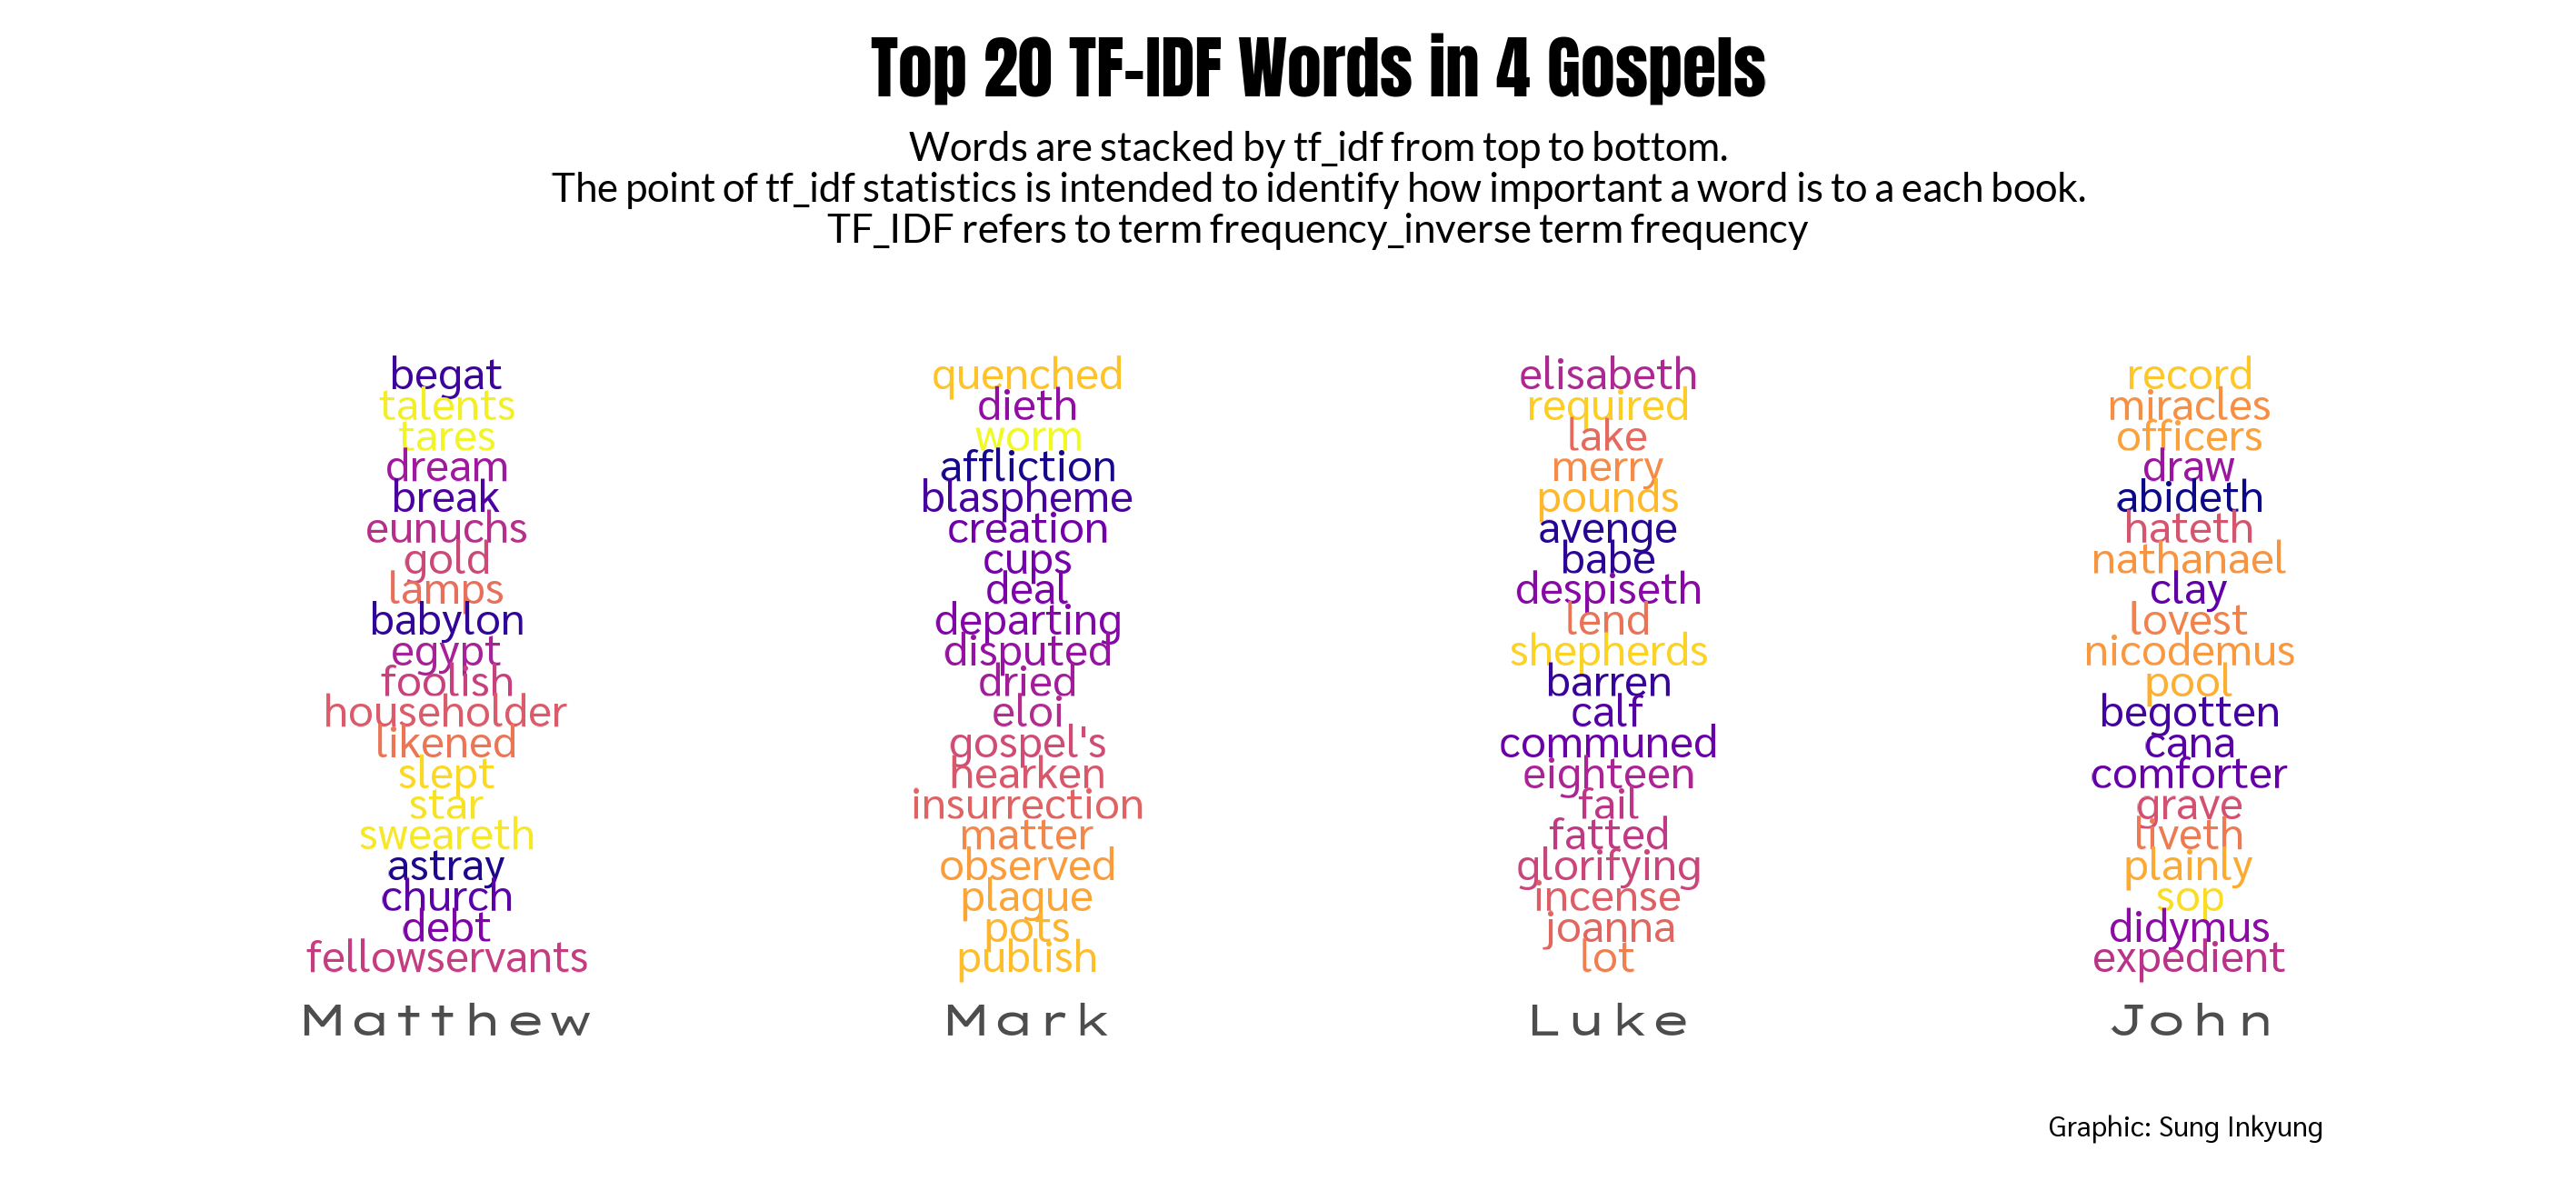 Top 20 TF-IDF Words in 4 Gospels
Words are stacked by tf_idf from top to bottom.
The point of tf_idf statistics is intended to identify how important a word is to a each book.
TF_IDF refers to term frequency_inverse term frequency
begat
talents
tares
dream
break
eunuchs
gold
lamps
babylon
egypt
foolish
householder
likened
slept
star
sweareth
astray
church
debt
fellowservants
Matthew
quenched
dieth
worm
affliction
blaspheme
creation
cups
deal
departing
disputed
dried
eloi
gospel's
hearken
insurrection
matter
observed
plague
pots
publish
Mark
elisabeth
required
lake
merry
pounds
avenge
babe
despiseth
lend
shepherds
barren
calf
communed
eighteen
fail
fatted
glorifying
incense
joanna
lot
Luke
record
miracles
officers
draw
abideth
hateth
nathanael
clay
lovest
nicodemus
pool
begotten
cana
comforter
grave
liveth
plainly
sop
didymus
expedient
John
Graphic: Sung Inkyung